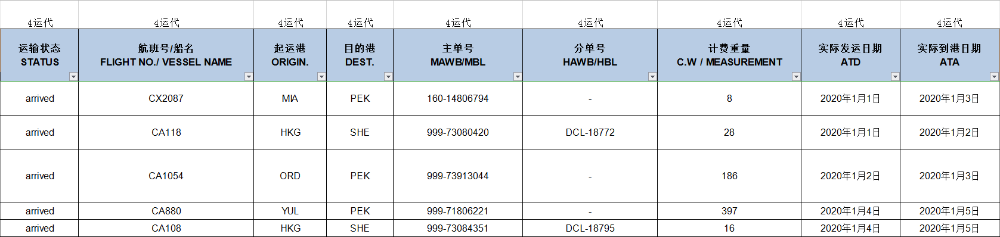 4运代 4运代 4运代 4运代 4运代 4运代 4运代 4运代 4运代
运输状态 航班号/船名 起运港 目的港 主单号 分单号 计费重量 实际发运日期 实际到港日期
STATUS FLIGHT NO./ VESSEL NAME ORIGIN. DEST. MAWB/MBL HAWB/HBL C.W / MEASUREMENT ATD ATA
arrived CX2087 MIA PEK 160-14806794 - 8 2020年1月1日 2020年1月3日
arrived CA118 HKG SHE 999-73080420 DCL-18772 28 2020年1月1日 2020年1月2日
arrived CA1054 ORD PEK 999-73913044 - 186 2020年1月2日 2020年1月3日
arrived CA880 YUL PEK 999-71806221 - 397 2020年1月4日 2020年1月5日
arrived CA108 HKG SHE 999-73084351 DCL-18795 16 2020年1月4日 2020年1月5日